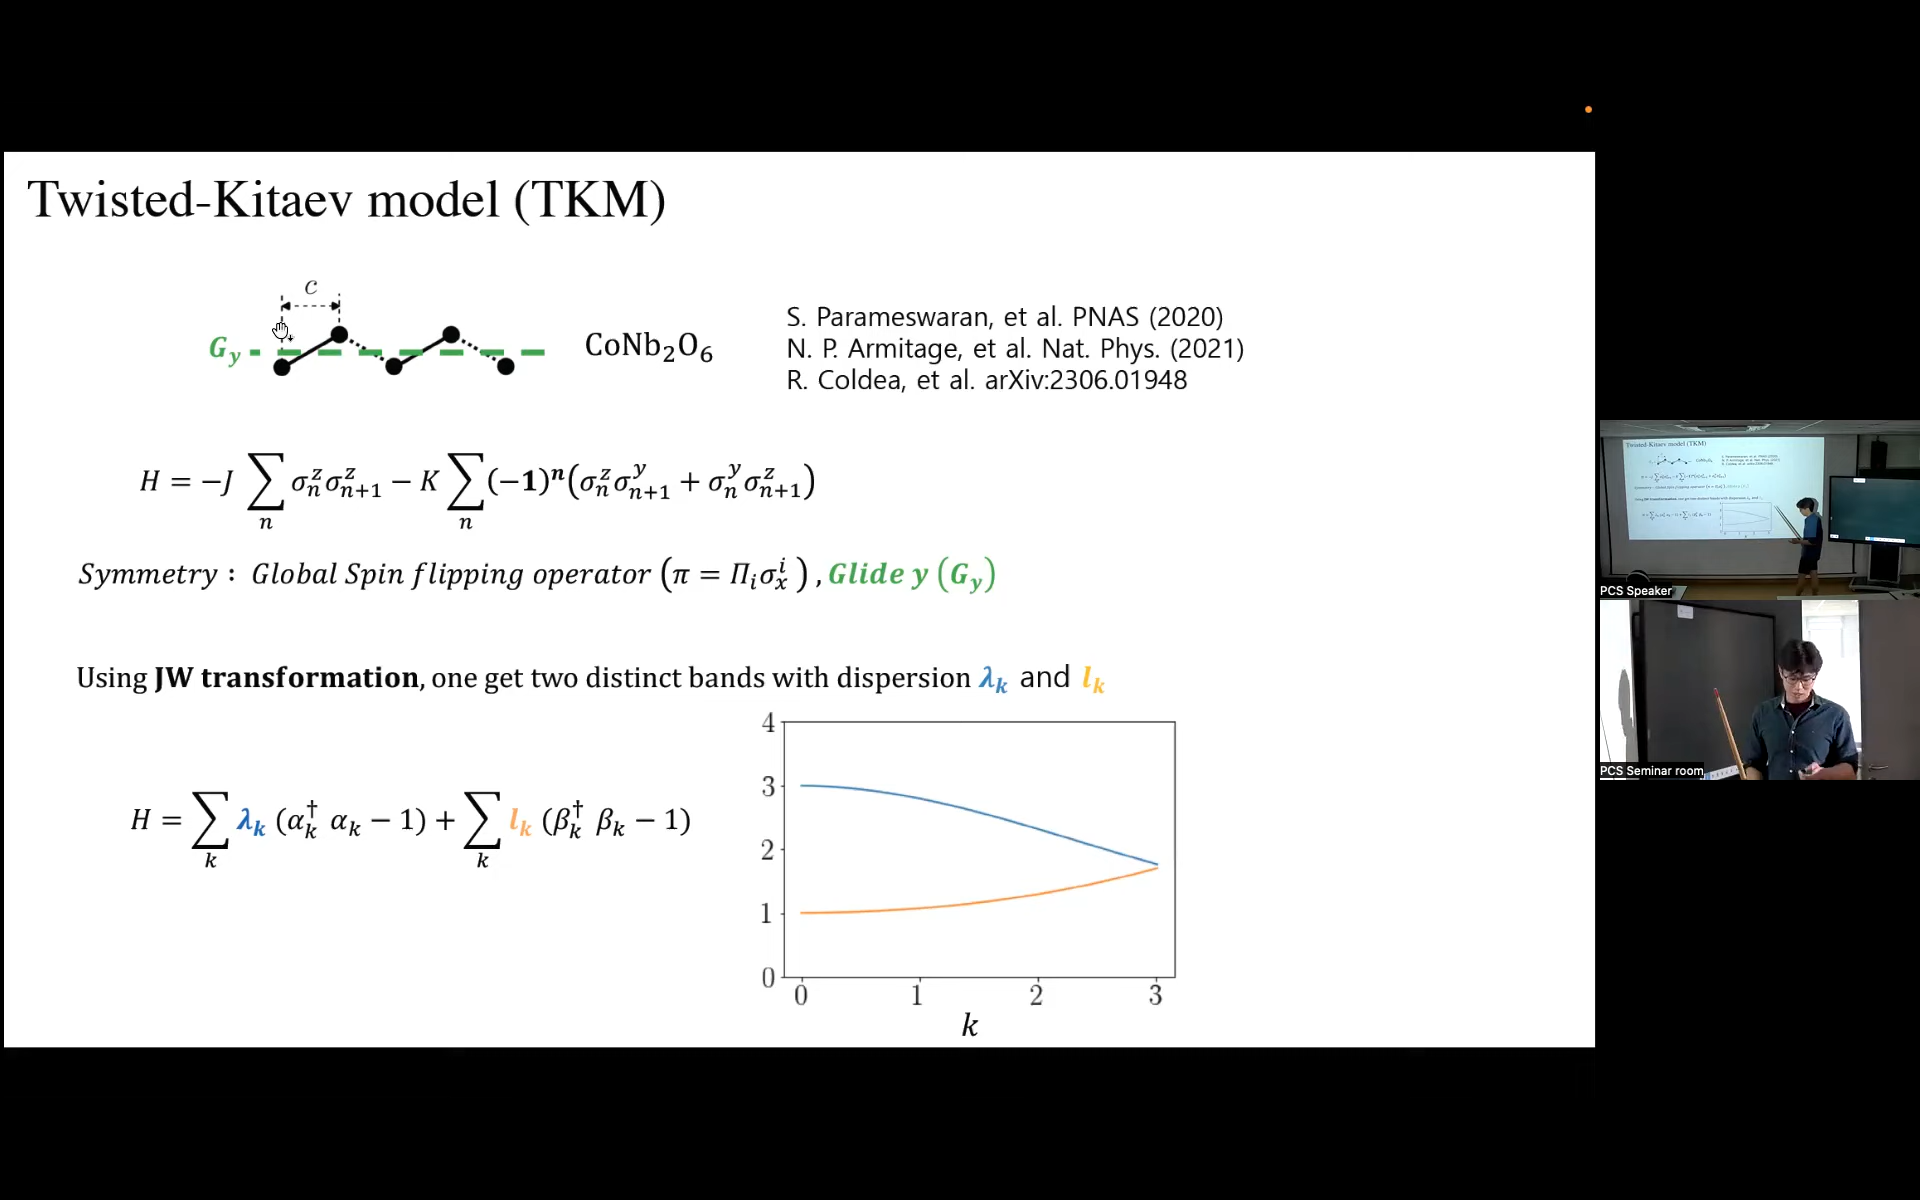 Twisted-Kitaev model (TKM)
c
G_y
CoNb₂O₆
S. Parameswaran, et al. PNAS (2020)
N. P. Armitage, et al. Nat. Phys. (2021)
R. Coldea, et al. arXiv:2306.01948
H = −J ∑_n σ_n^z σ_{n+1}^z − K ∑_n (−1)^n (σ_n^z σ_{n+1}^y + σ_n^y σ_{n+1}^z)
Symmetry : Global Spin flipping operator (π = Π_i σ_x^i ) , Glide y (G_y)
Using JW transformation, one get two distinct bands with dispersion λ_k and l_k
H = ∑_k λ_k (α_k^† α_k − 1) + ∑_k l_k (β_k^† β_k − 1)
4
3
2
1
0
0 1 2 3
k
Twisted-Kitaev model (TKM)
PCS Speaker
PCS Seminar room